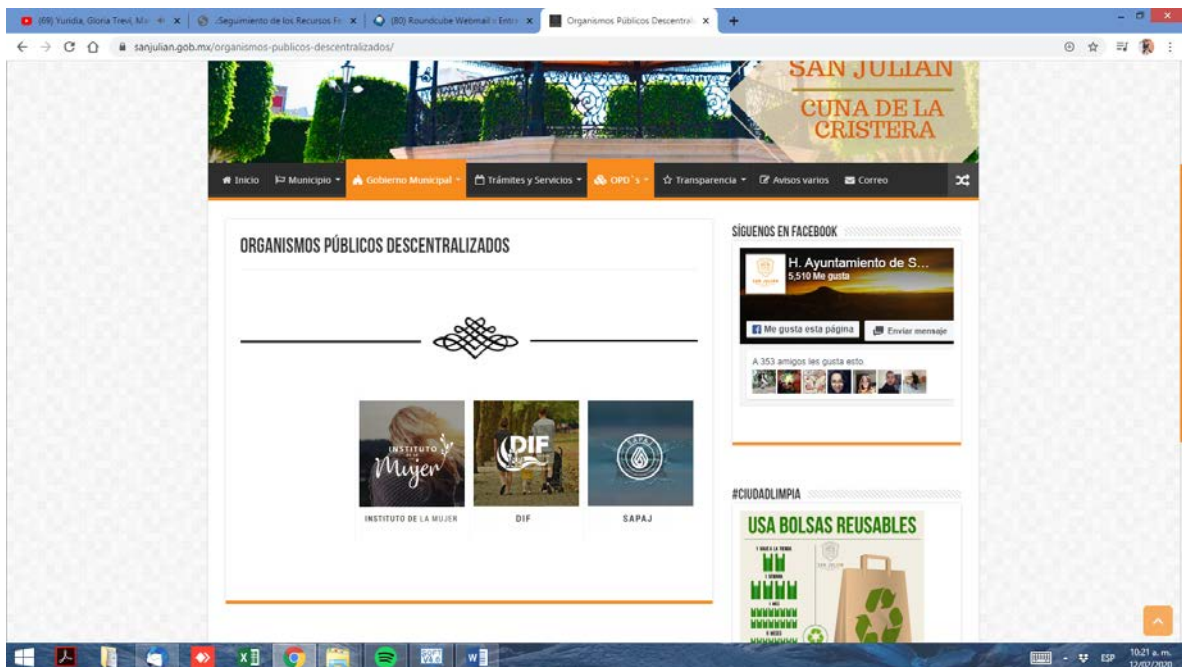 (69) Yuridia, Gloria Trevi, Ma
Seguimiento de los Recursos Fe
(80) Roundcube Webmail :: Entr
Organismos Públicos Descentrali
sanjulian.gob.mx/organismos-publicos-descentralizados/
SAN JULIAN
CUNA DE LA
CRISTERA
Inicio
Municipio
Gobierno Municipal
Trámites y Servicios
OPD´s
Transparencia
Avisos varios
Correo
ORGANISMOS PÚBLICOS DESCENTRALIZADOS
INSTITUTO
Mujer
DIF
SAPAJ
INSTITUTO DE LA MUJER
DIF
SAPAJ
SÍGUENOS EN FACEBOOK
H. Ayuntamiento de S...
5,510 Me gusta
Me gusta esta página
Enviar mensaje
A 353 amigos les gusta esto.
#CIUDADLIMPIA
USA BOLSAS REUSABLES
SAN JULIAN
ESP
10:21 a. m.
12/02/2020